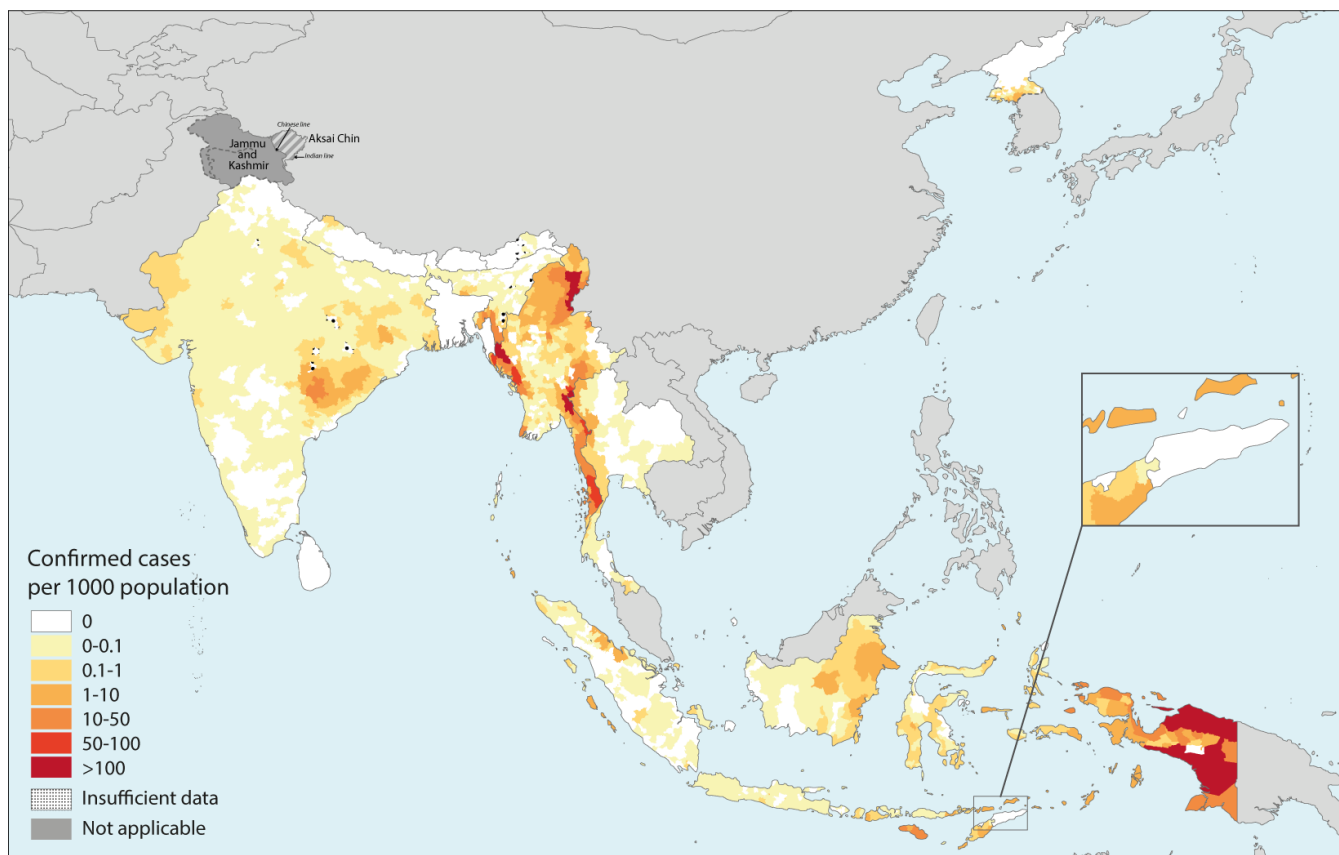 Chinese line
Aksai Chin
Jammu
and
Kashmir
Indian line
Confirmed cases
per 1000 population
0
0-0.1
0.1-1
1-10
10-50
50-100
>100
Insufficient data
Not applicable